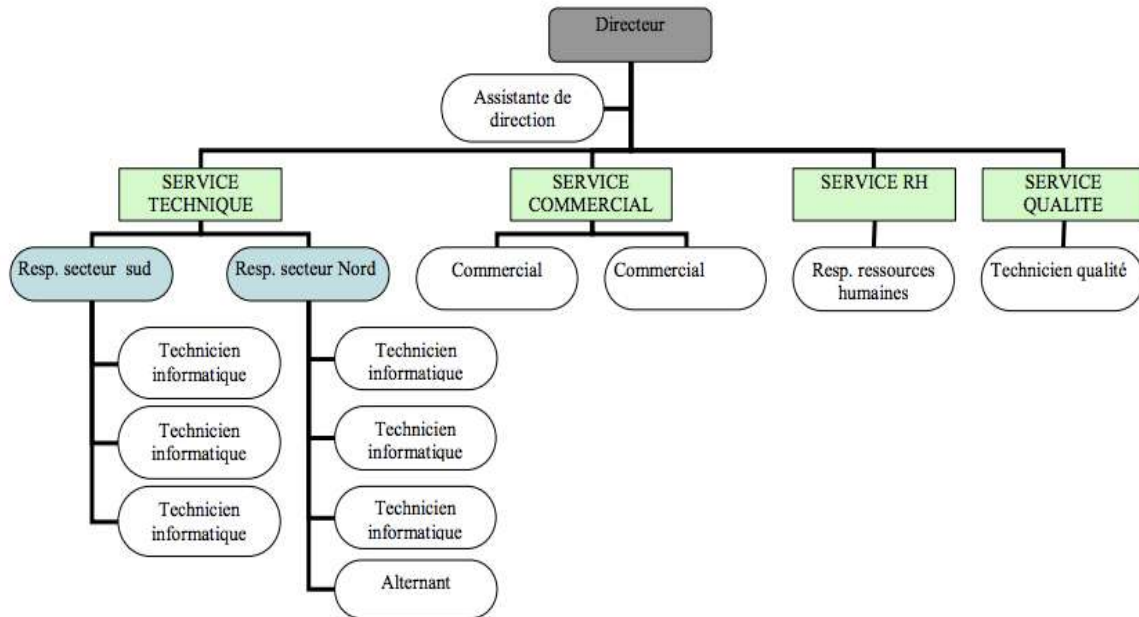 Directeur
Assistante de
direction
SERVICE
TECHNIQUE
SERVICE
COMMERCIAL
SERVICE RH
SERVICE
QUALITE
Resp. secteur sud
Resp. secteur Nord
Commercial
Commercial
Resp. ressources
humaines
Technicien qualité
Technicien
informatique
Technicien
informatique
Technicien
informatique
Technicien
informatique
Technicien
informatique
Technicien
informatique
Alternant